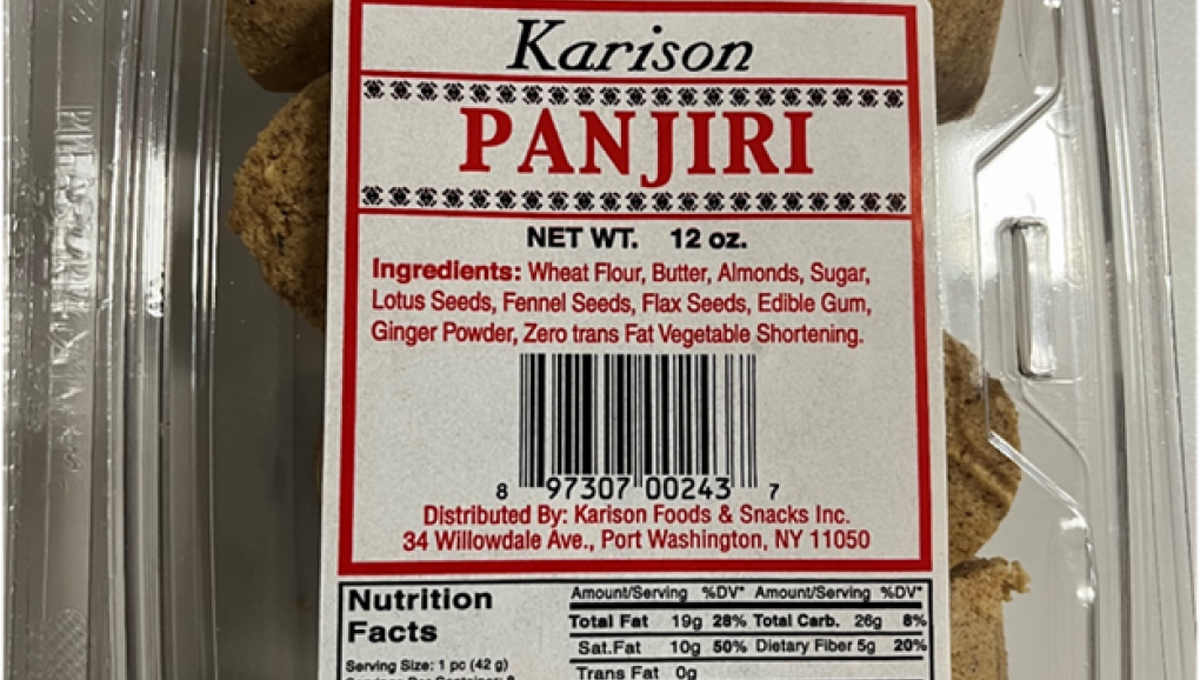 Karison
PANJIRI
NET WT. 12 oz.
Ingredients: Wheat Flour, Butter, Almonds, Sugar,
Lotus Seeds, Fennel Seeds, Flax Seeds, Edible Gum,
Ginger Powder, Zero trans Fat Vegetable Shortening.
8 97307 00243 7
Distributed By: Karison Foods & Snacks Inc.
34 Willowdale Ave., Port Washington, NY 11050
Nutrition
Facts
Serving Size: 1 pc (42 g)
Amount/Serving %DV* Amount/Serving %DV*
Total Fat 19g 28% Total Carb. 26g 8%
Sat.Fat 10g 50% Dietary Fiber 5g 20%
Trans Fat 0g